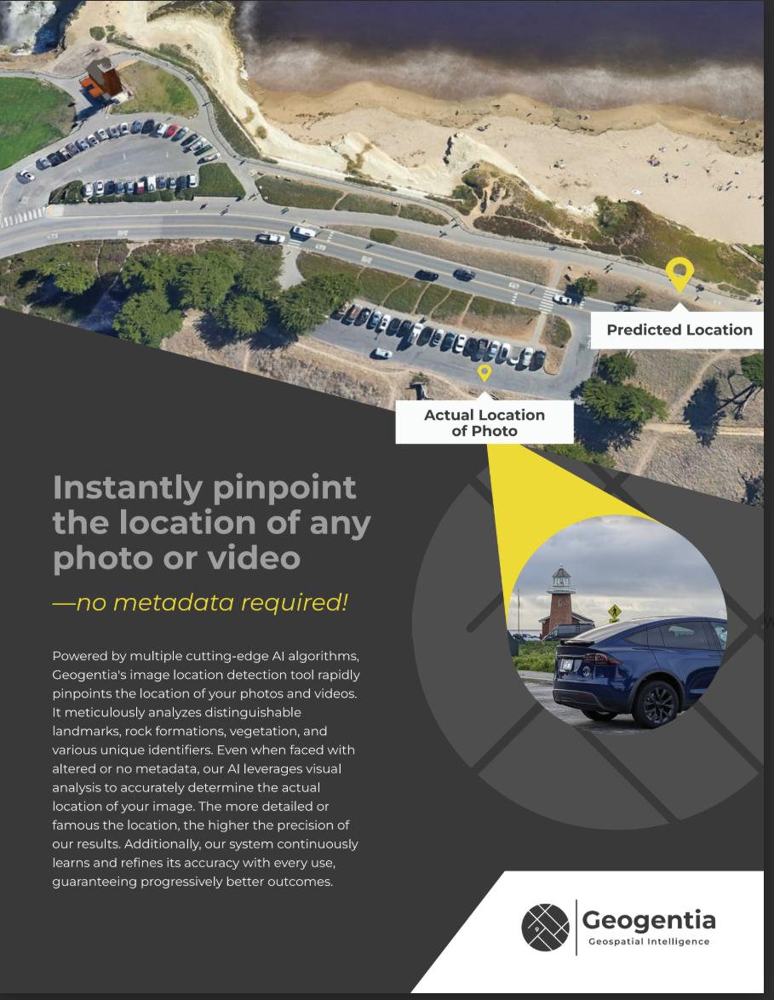 Predicted Location
Actual Location
of Photo
Instantly pinpoint
the location of any
photo or video
—no metadata required!
Powered by multiple cutting-edge AI algorithms,
Geogentia's image location detection tool rapidly
pinpoints the location of your photos and videos.
It meticulously analyzes distinguishable
landmarks, rock formations, vegetation, and
various unique identifiers. Even when faced with
altered or no metadata, our AI leverages visual
analysis to accurately determine the actual
location of your image. The more detailed or
famous the location, the higher the precision of
our results. Additionally, our system continuously
learns and refines its accuracy with every use,
guaranteeing progressively better outcomes.
Geogentia
Geospatial Intelligence